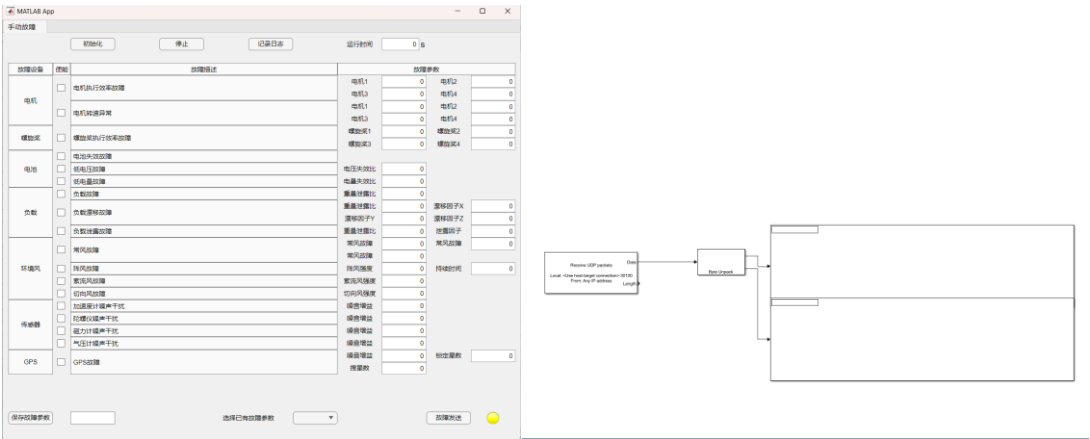 MATLAB App
手动故障
初始化 停止 记录日志 运行时间 0 s
故障设备 使能 故障描述 故障参数
电机 电机执行效率故障 电机1 0 电机2 0
电机3 0 电机4 0
电机转速异常 电机1 0 电机2 0
电机3 0 电机4 0
螺旋桨 螺旋桨执行效率故障 螺旋桨1 0 螺旋桨2 0
螺旋桨3 0 螺旋桨4 0
电池 电池失效故障
低电压故障 电压失效比 0
低电量故障 电量失效比 0
负载 负载故障 重量泄露比 0
负载漂移故障 重量泄露比 0 漂移因子X 0
漂移因子Y 0 漂移因子Z 0
负载泄露故障 重量泄露比 0 泄露因子 0
环境风 常风故障 常风故障 0 常风故障 0
常风故障 0
阵风故障 阵风强度 0 持续时间 0
紊流风故障 紊流风强度 0
切向风故障 切向风强度 0
传感器 加速度计噪声干扰 噪音增益 0
陀螺仪噪声干扰 噪音增益 0
磁力计噪声干扰 噪音增益 0
气压计噪声干扰 噪音增益 0
GPS GPS故障 噪音增益 0 0
搜星数 0
保存故障参数 选择已有故障参数 故障发送
Receive UDP packets
Local: <Use host-target connection>:30100
From: Any IP address
Data
Length
Byte Unpack